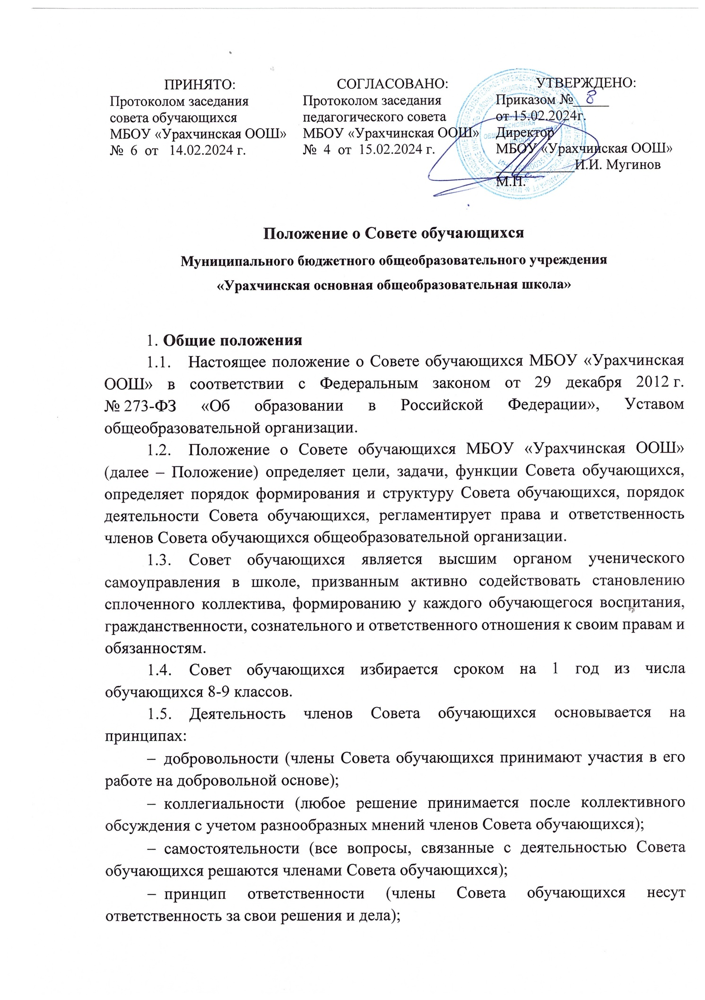 ПРИНЯТО:
Протоколом заседания
совета обучающихся
МБОУ «Урахчинская ООШ»
№ 6 от 14.02.2024 г.
СОГЛАСОВАНО:
Протоколом заседания
педагогического совета
МБОУ «Урахчинская ООШ»
№ 4 от 15.02.2024 г.
УТВЕРЖДЕНО:
Приказом № 8
от 15.02.2024г.
Директор
МБОУ «Урахчинская ООШ»
____________И.И. Мугинов
М.П.
ОСНОВНАЯ
ШКОЛА
Положение о Совете обучающихся
Муниципального бюджетного общеобразовательного учреждения
«Урахчинская основная общеобразовательная школа»
1. Общие положения
1.1. Настоящее положение о Совете обучающихся МБОУ «Урахчинская
ООШ» в соответствии с Федеральным законом от 29 декабря 2012 г.
№ 273-ФЗ «Об образовании в Российской Федерации», Уставом
общеобразовательной организации.
1.2. Положение о Совете обучающихся МБОУ «Урахчинская ООШ»
(далее – Положение) определяет цели, задачи, функции Совета обучающихся,
определяет порядок формирования и структуру Совета обучающихся, порядок
деятельности Совета обучающихся, регламентирует права и ответственность
членов Совета обучающихся общеобразовательной организации.
1.3. Совет обучающихся является высшим органом ученического
самоуправления в школе, призванным активно содействовать становлению
сплоченного коллектива, формированию у каждого обучающегося воспитания,
гражданственности, сознательного и ответственного отношения к своим правам и
обязанностям.
1.4. Совет обучающихся избирается сроком на 1 год из числа
обучающихся 8-9 классов.
1.5. Деятельность членов Совета обучающихся основывается на
принципах:
– добровольности (члены Совета обучающихся принимают участия в его
работе на добровольной основе);
– коллегиальности (любое решение принимается после коллективного
обсуждения с учетом разнообразных мнений членов Совета обучающихся);
– самостоятельности (все вопросы, связанные с деятельностью Совета
обучающихся решаются членами Совета обучающихся);
– принцип ответственности (члены Совета обучающихся несут
ответственность за свои решения и дела);